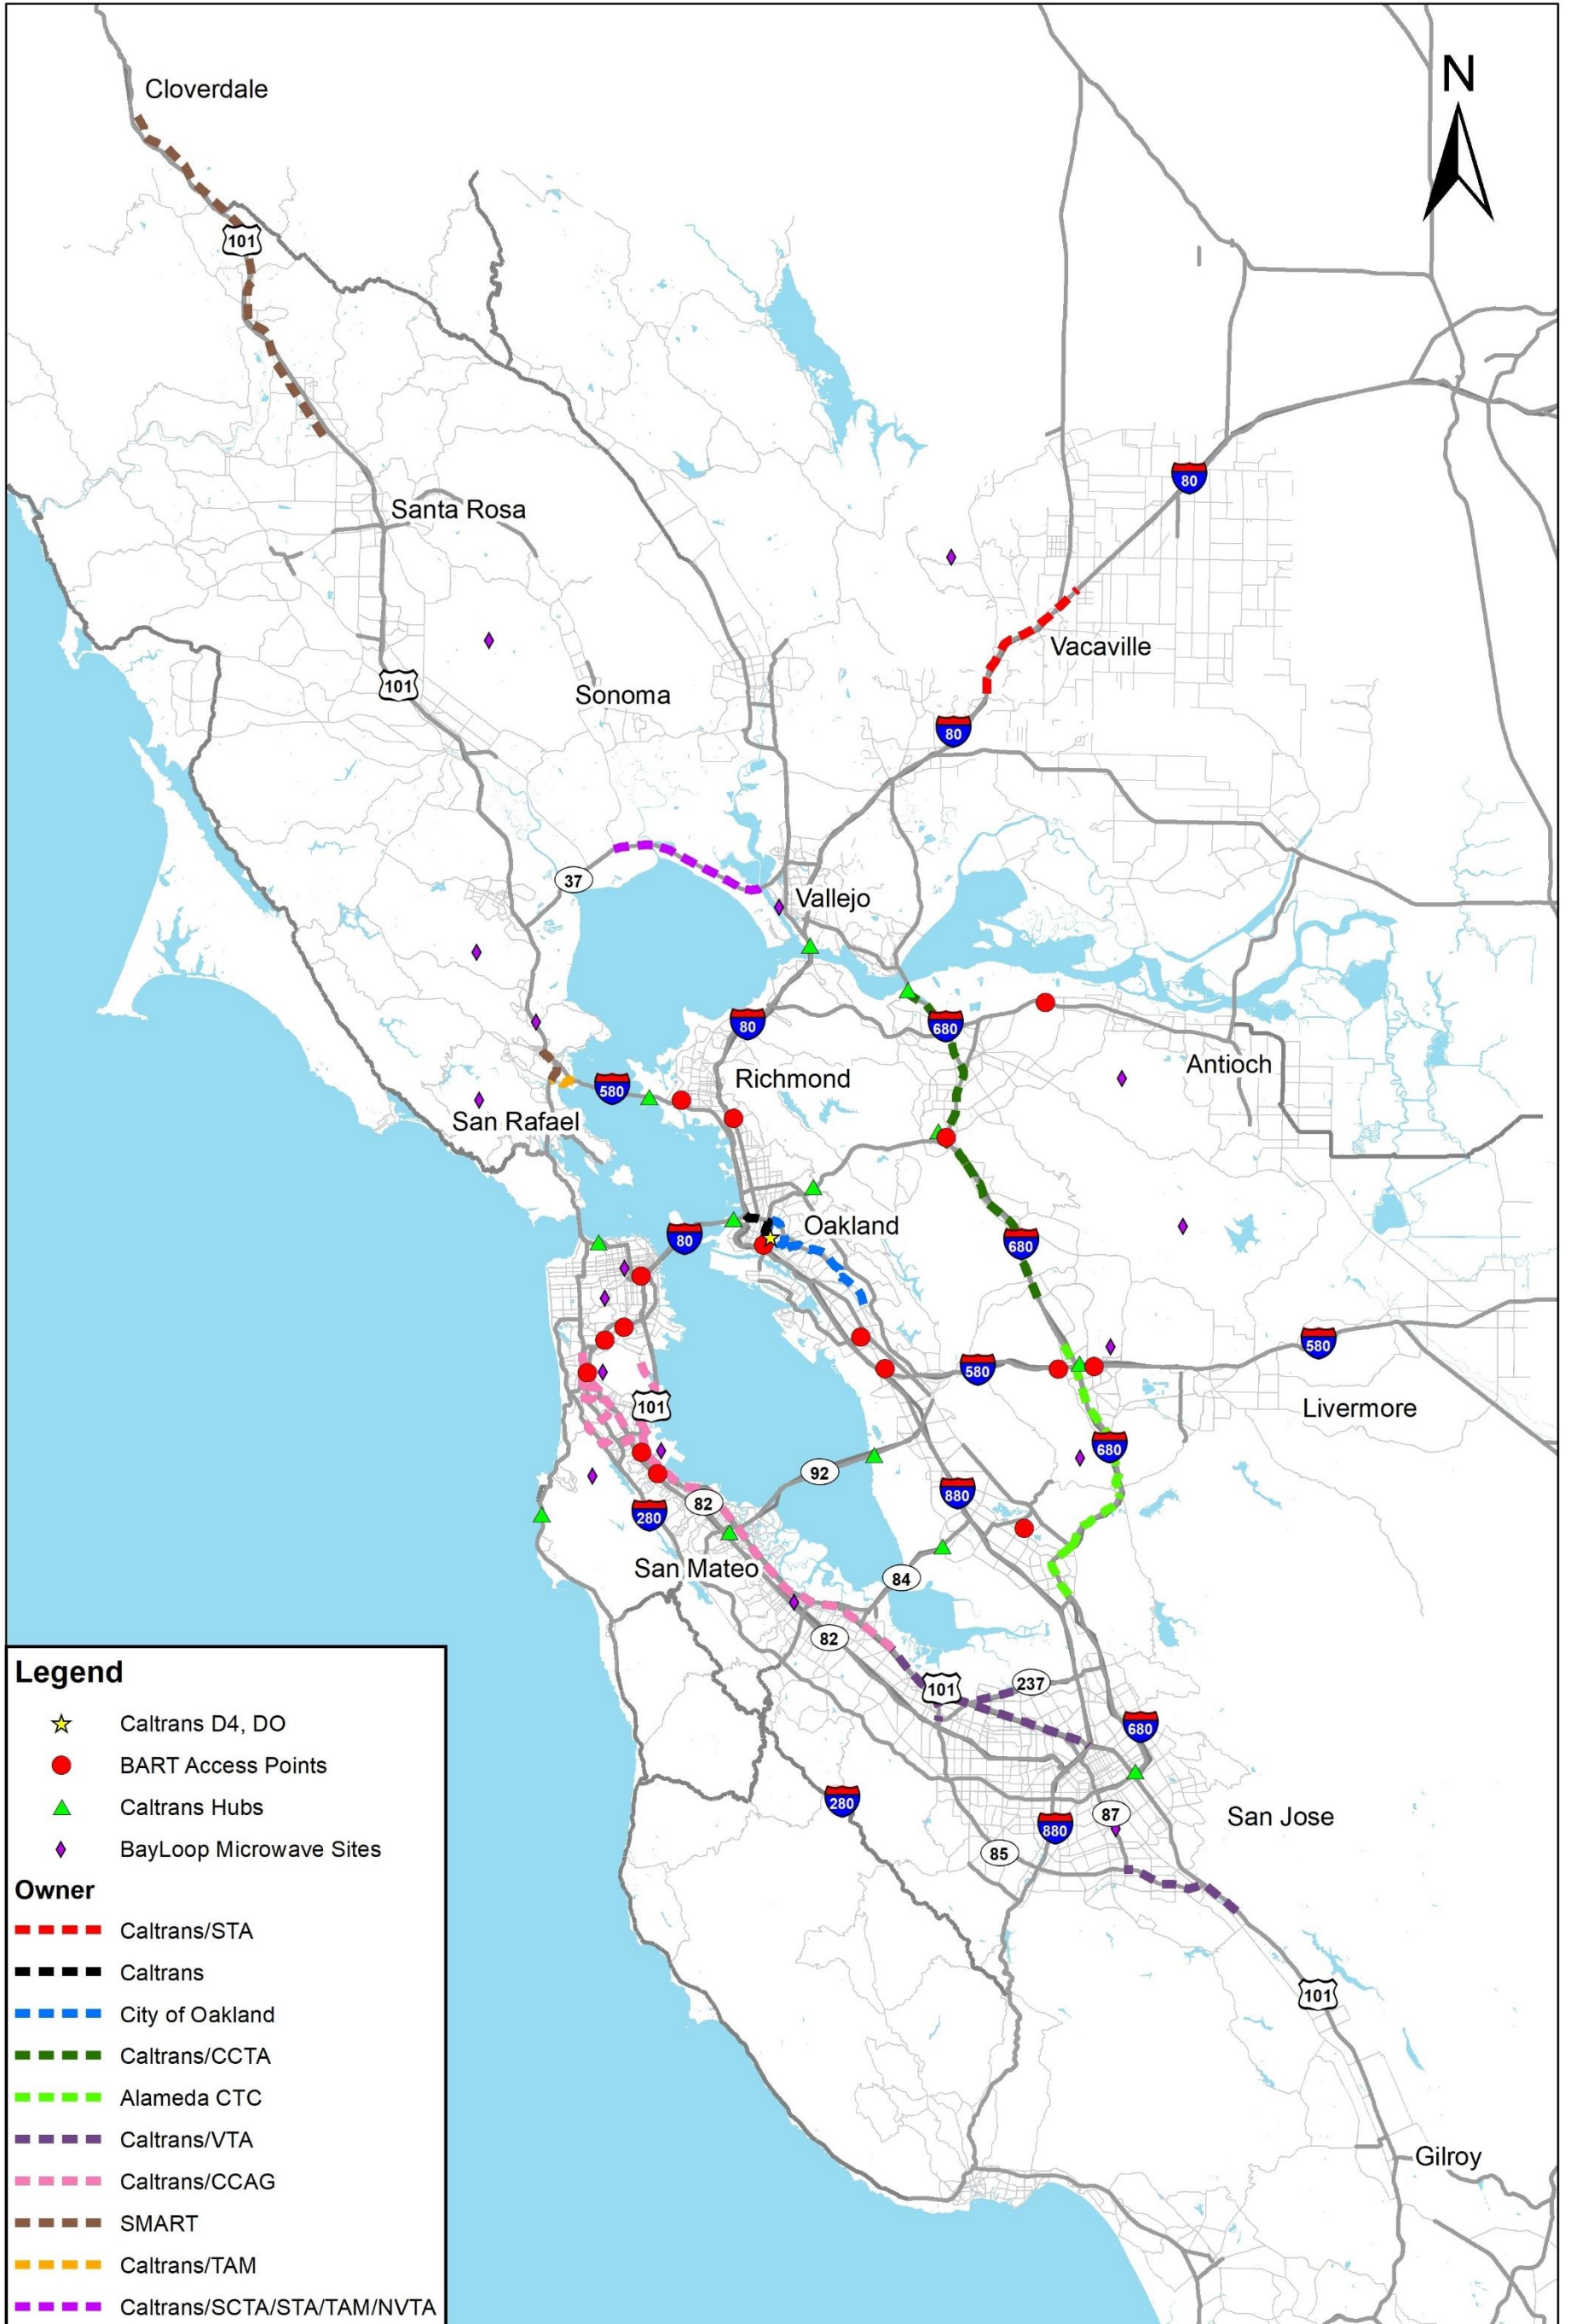 N
Cloverdale
101
80
Santa Rosa
Vacaville
101
Sonoma
80
37
Vallejo
80
680
Antioch
Richmond
580
San Rafael
Oakland
80
680
580
580
101
Livermore
680
92
880
82
280
San Mateo
84
82
237
101
680
280
87
San Jose
880
85
101
Gilroy
Legend
Caltrans D4, DO
BART Access Points
Caltrans Hubs
BayLoop Microwave Sites
Owner
Caltrans/STA
Caltrans
City of Oakland
Caltrans/CCTA
Alameda CTC
Caltrans/VTA
Caltrans/CCAG
SMART
Caltrans/TAM
Caltrans/SCTA/STA/TAM/NVTA